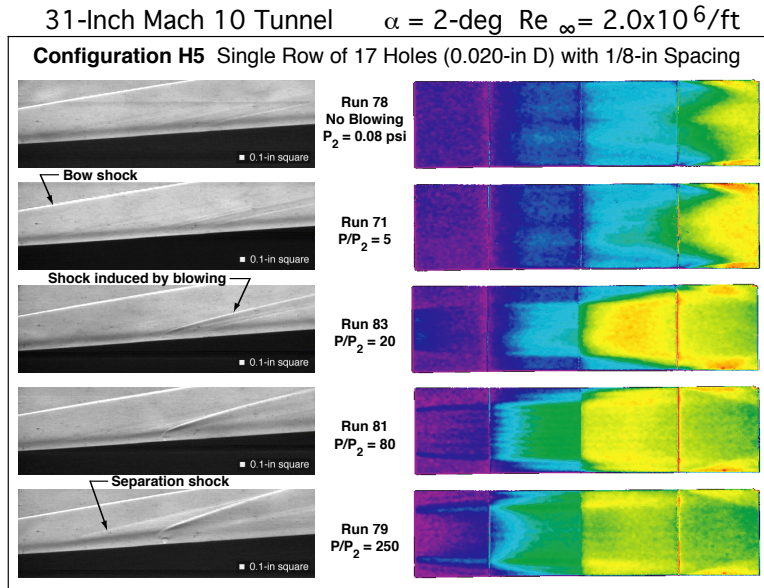 31-Inch Mach 10 Tunnel α = 2-deg Re ∞ = 2.0x10 6/ft
Configuration H5 Single Row of 17 Holes (0.020-in D) with 1/8-in Spacing
Run 78
No Blowing
P2 = 0.08 psi
0.1-in square
Bow shock
Run 71
P/P2 = 5
0.1-in square
Shock induced by blowing
Run 83
P/P2 = 20
0.1-in square
Run 81
P/P2 = 80
0.1-in square
Separation shock
Run 79
P/P2 = 250
0.1-in square